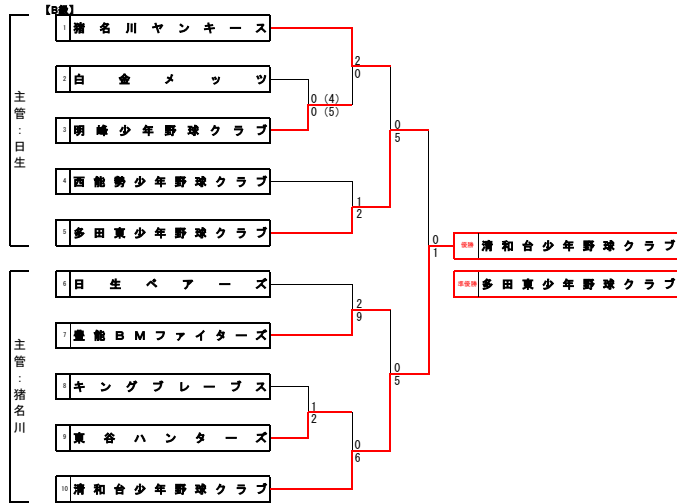 【B級】
主管：日生
1 猪名川ヤンキース
2 白金メッツ
3 明峰少年野球クラブ
4 西能勢少年野球クラブ
5 多田東少年野球クラブ
2
0
0 (4)
0 (5)
1
2
0
5
主管：猪名川
6 日生ベアーズ
7 豊能BMファイターズ
8 キングブレーブス
9 東谷ハンターズ
10 清和台少年野球クラブ
2
9
1
2
0
6
0
5
0
1
優勝 清和台少年野球クラブ
準優勝 多田東少年野球クラブ